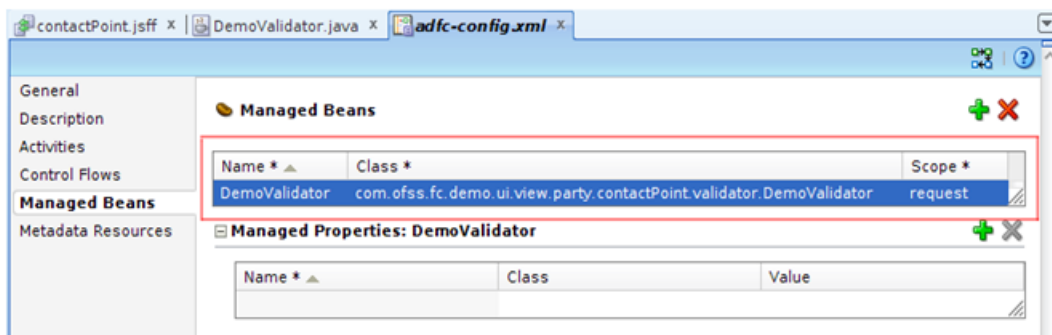 contactPoint.jsff x DemoValidator.java x adfc-config.xml x
General
Description
Activities
Control Flows
Managed Beans
Metadata Resources
Managed Beans
Name * Class * Scope *
DemoValidator com.ofss.fc.demo.ui.view.party.contactPoint.validator.DemoValidator request
Managed Properties: DemoValidator
Name * Class Value